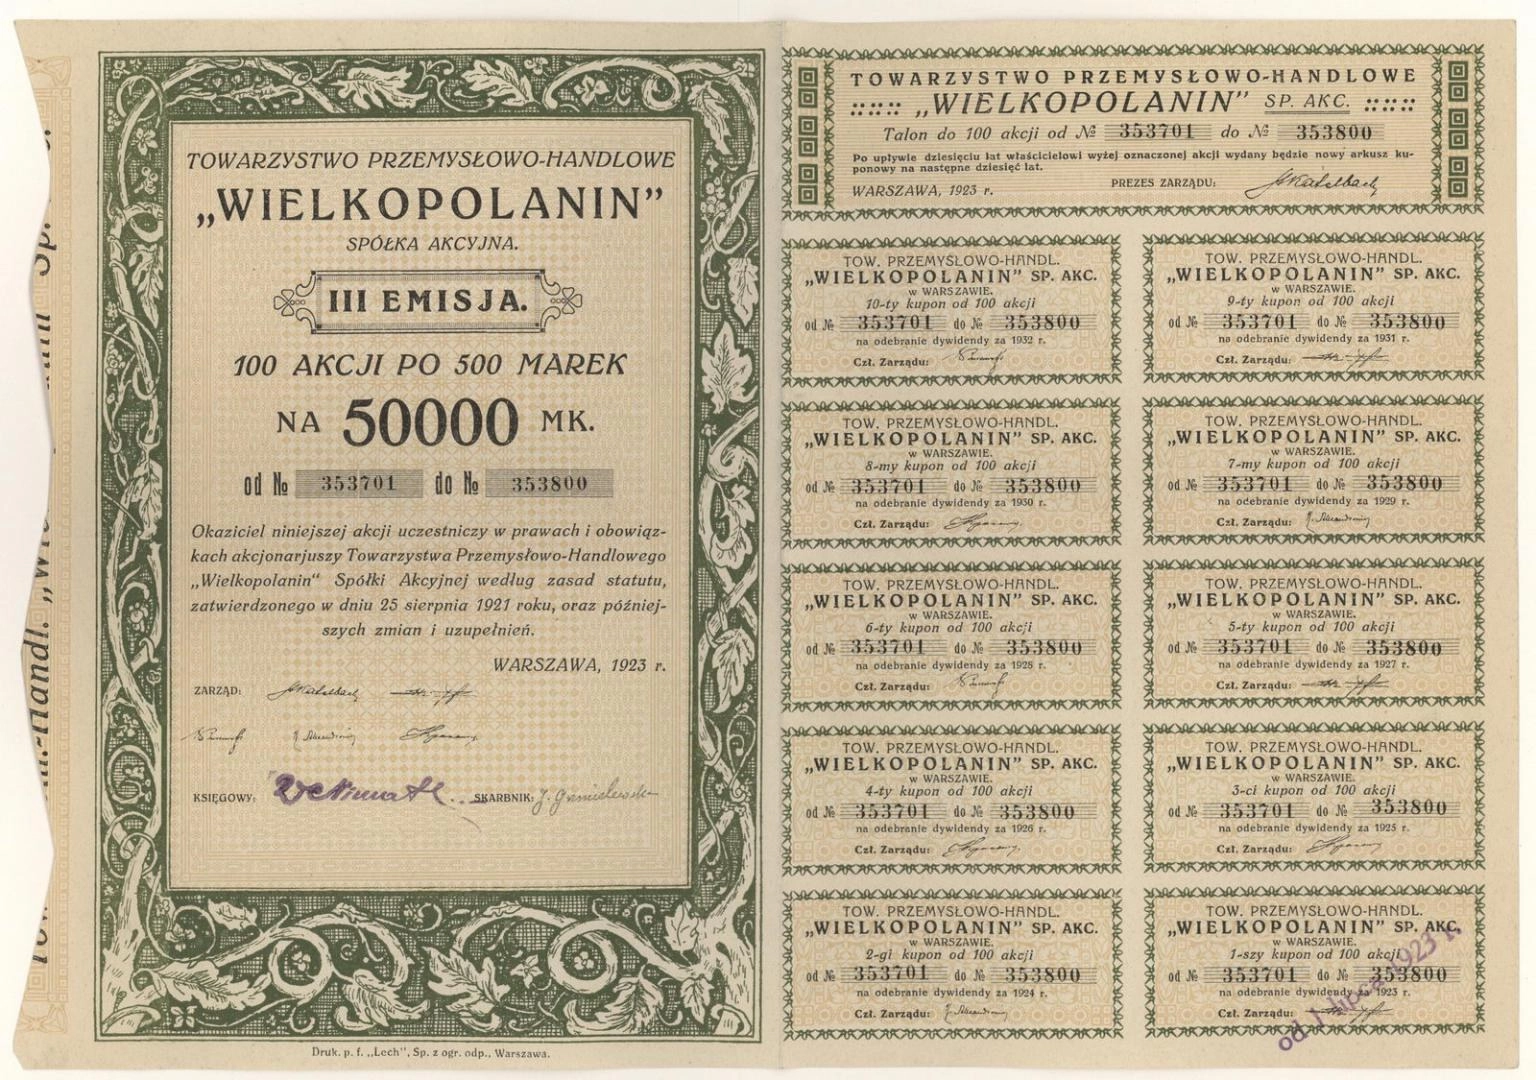 TOWARZYSTWO PRZEMYSŁOWO-HANDLOWE
„WIELKOPOLANIN”
SPÓŁKA AKCYJNA.
III EMISJA.
100 AKCJI PO 500 MAREK
NA 50000 MK.
od № 353701 do № 353800
Okaziciel niniejszej akcji uczestniczy w prawach i obowiąz-
kach akcjonarjuszy Towarzystwa Przemysłowo-Handlowego
„Wielkopolanin“ Spółki Akcyjnej według zasad statutu,
zatwierdzonego w dniu 25 sierpnia 1921 roku, oraz później-
szych zmian i uzupełnień.
WARSZAWA, 1923 r.
ZARZĄD:
KSIĘGOWY: SKARBNIK:
Druk. p. f. „Lech”, Sp. z ogr. odp., Warszawa.
TOWARZYSTWO PRZEMYSŁOWO-HANDLOWE
„WIELKOPOLANIN” SP. AKC.
Talon do 100 akcji od № 353701 do № 353800
Po upływie dziesięciu lat właścicielowi wyżej oznaczonej akcji wydany będzie nowy arkusz ku-
ponowy na następne dziesięć lat.
WARSZAWA, 1923 r. PREZES ZARZĄDU:
TOW. PRZEMYSŁOWO-HANDL.
„WIELKOPOLANIN” SP. AKC.
w WARSZAWIE.
10-ty kupon od 100 akcji
od № 353701 do № 353800
na odebranie dywidendy za 1932 r.
Czł. Zarządu:
TOW. PRZEMYSŁOWO-HANDL.
„WIELKOPOLANIN” SP. AKC.
w WARSZAWIE.
9-ty kupon od 100 akcji
od № 353701 do № 353800
na odebranie dywidendy za 1931 r.
Czł. Zarządu:
TOW. PRZEMYSŁOWO-HANDL.
„WIELKOPOLANIN” SP. AKC.
w WARSZAWIE.
8-my kupon od 100 akcji
od № 353701 do № 353800
na odebranie dywidendy za 1930 r.
Czł. Zarządu:
TOW. PRZEMYSŁOWO-HANDL.
„WIELKOPOLANIN” SP. AKC.
w WARSZAWIE.
7-my kupon od 100 akcji
od № 353701 do № 353800
na odebranie dywidendy za 1929 r.
Czł. Zarządu:
TOW. PRZEMYSŁOWO-HANDL.
„WIELKOPOLANIN” SP. AKC.
w WARSZAWIE.
6-ty kupon od 100 akcji
od № 353701 do № 353800
na odebranie dywidendy za 1928 r.
Czł. Zarządu:
TOW. PRZEMYSŁOWO-HANDL.
„WIELKOPOLANIN” SP. AKC.
w WARSZAWIE.
5-ty kupon od 100 akcji
od № 353701 do № 353800
na odebranie dywidendy za 1927 r.
Czł. Zarządu:
TOW. PRZEMYSŁOWO-HANDL.
„WIELKOPOLANIN” SP. AKC.
w WARSZAWIE.
4-ty kupon od 100 akcji
od № 353701 do № 353800
na odebranie dywidendy za 1926 r.
Czł. Zarządu:
TOW. PRZEMYSŁOWO-HANDL.
„WIELKOPOLANIN” SP. AKC.
w WARSZAWIE.
3-ci kupon od 100 akcji
od № 353701 do № 353800
na odebranie dywidendy za 1925 r.
Czł. Zarządu:
TOW. PRZEMYSŁOWO-HANDL.
„WIELKOPOLANIN” SP. AKC.
w WARSZAWIE.
2-gi kupon od 100 akcji
od № 353701 do № 353800
na odebranie dywidendy za 1924 r.
Czł. Zarządu:
TOW. PRZEMYSŁOWO-HANDL.
„WIELKOPOLANIN” SP. AKC.
w WARSZAWIE.
1-szy kupon od 100 akcji
od № 353701 do № 353800
na odebranie dywidendy za 1923 r.
Czł. Zarządu:
od 1 lipca 1923 r.